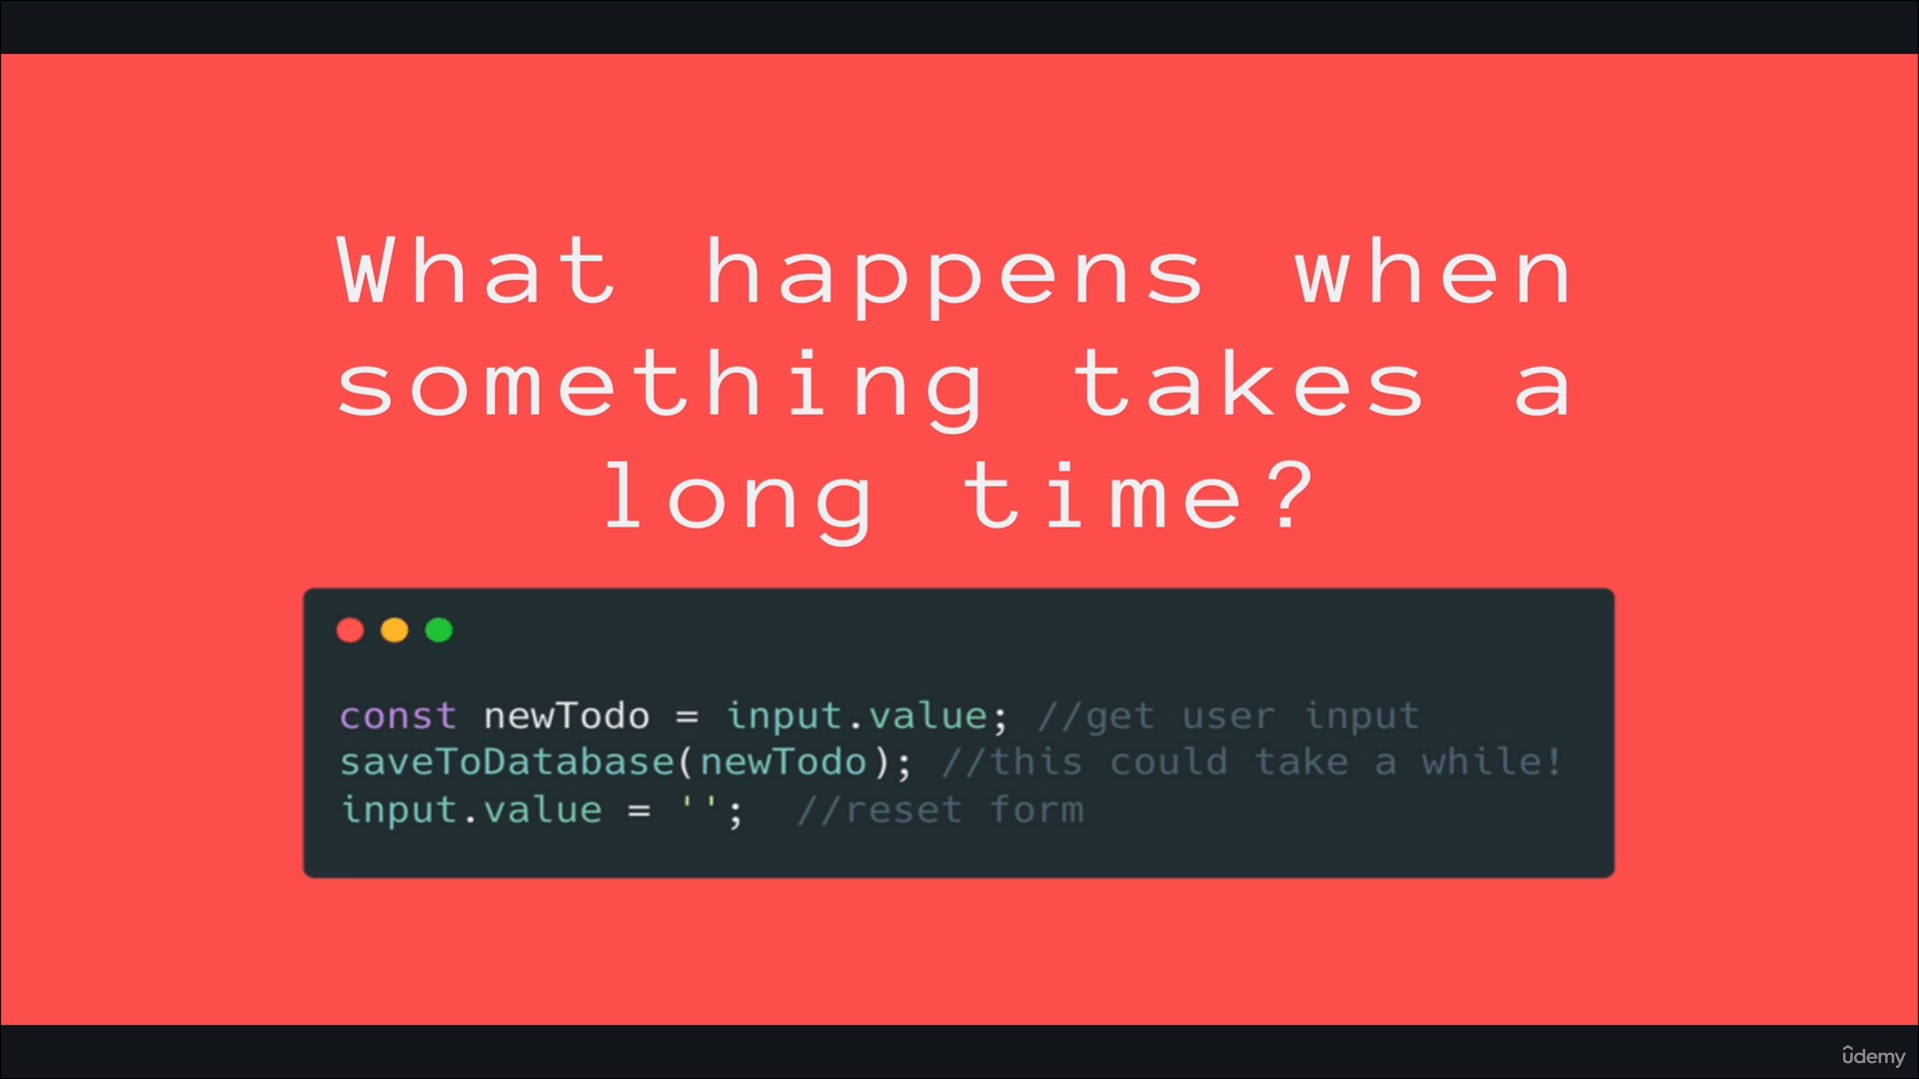 What happens when
something takes a
long time?
const newTodo = input.value; //get user input
saveToDatabase(newTodo); //this could take a while!
input.value = '';  //reset form
ûdemy